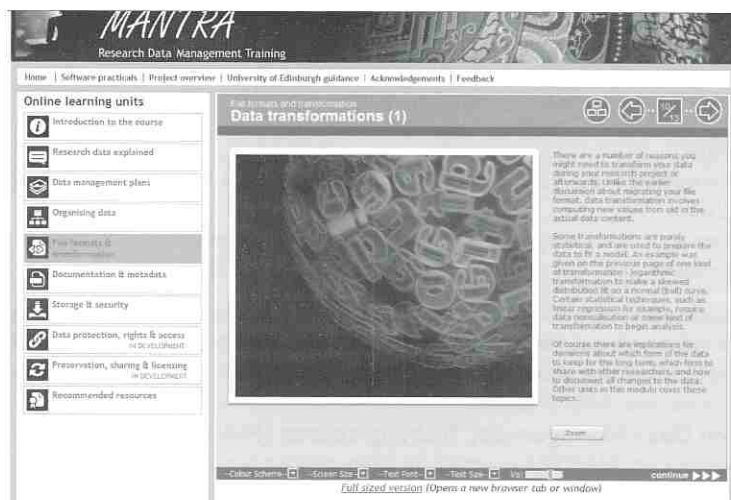 MANTRA
Research Data Management Training
Home | Software practicals | Project overview | University of Edinburgh guidance | Acknowledgements | Feedback
Online learning units
Introduction to the course
Research data explained
Data management plans
Organising data
File formats &
transformation
Documentation & metadata
Storage & security
Data protection, rights & access
IN DEVELOPMENT
Preservation, sharing & licensing
IN DEVELOPMENT
Recommended resources
File formats and transformation
Data transformations (1)
10/13
There are a number of reasons you
might need to transform your data
during your research project or
afterwards. Unlike the earlier
discussion about migrating your file
format, data transformation involves
computing new values from old in the
actual data content.
Some transformations are purely
statistical, and are used to prepare the
data to fit a model. An example was
given on the previous page of one kind
of transformation - logarithmic
transformation to make a skewed
distribution fit on a normal (bell) curve.
Certain statistical techniques, such as
linear regression for example, require
data normalisation or some kind of
transformation to begin analysis.
Of course there are implications for
decisions about which form of the data
to keep for the long term, which form to
share with other researchers, and how
to document all changes to the data.
Other units in this module cover these
topics.
Zoom
--Colour Scheme-- --Screen Size-- --Text Font-- --Text Size-- Vol continue
Full sized version (Opens a new browser tab or window)